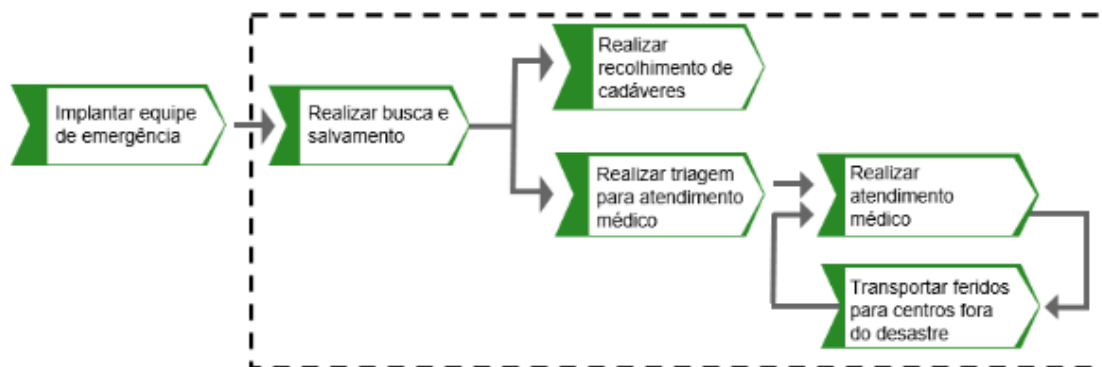 Implantar equipe
de emergência
Realizar busca e
salvamento
Realizar
recolhimento de
cadáveres
Realizar triagem
para atendimento
médico
Realizar
atendimento
médico
Transportar feridos
para centros fora
do desastre